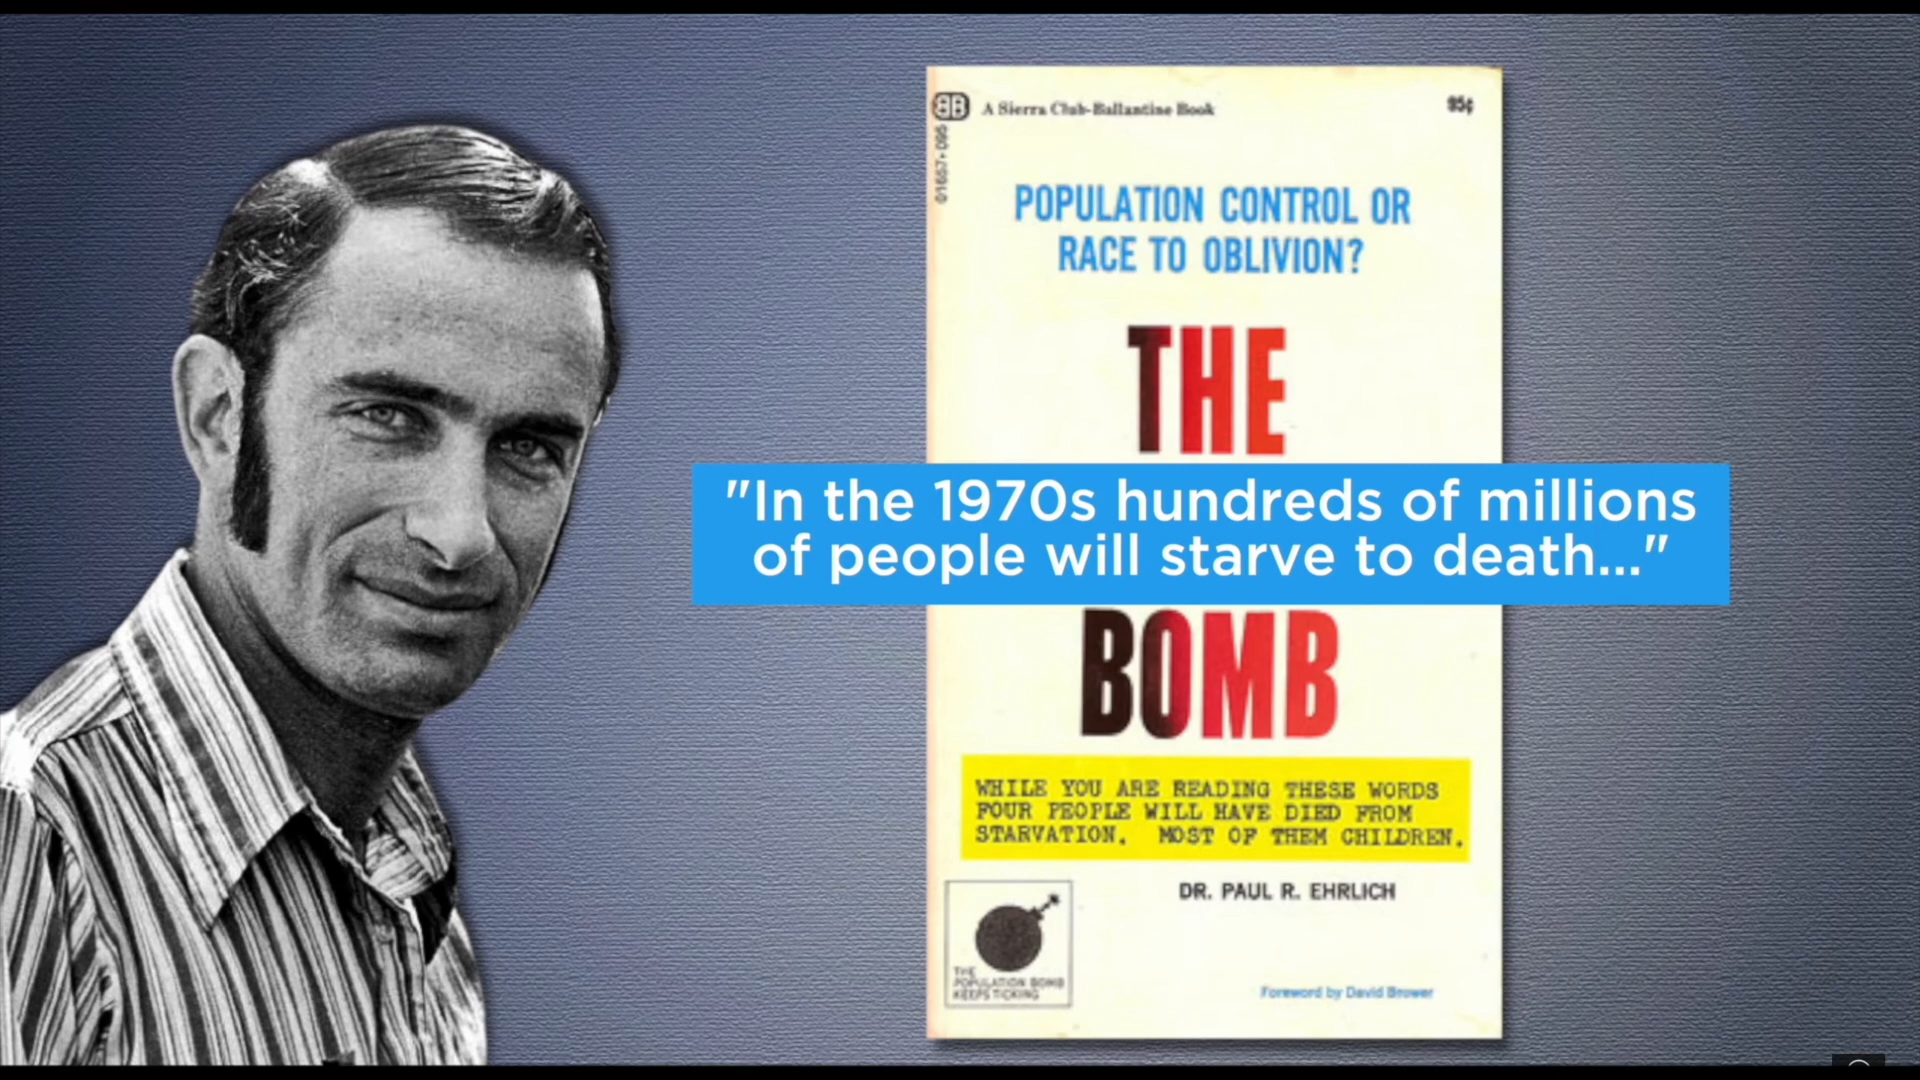 BB
A Sierra Club-Ballantine Book
95¢
01657·095
POPULATION CONTROL OR
RACE TO OBLIVION?
THE
"In the 1970s hundreds of millions
of people will starve to death..."
BOMB
WHILE YOU ARE READING THESE WORDS
FOUR PEOPLE WILL HAVE DIED FROM
STARVATION. MOST OF THEM CHILDREN.
DR. PAUL R. EHRLICH
THE
POPULATION BOMB
KEEPS TICKING
Foreword by David Brower